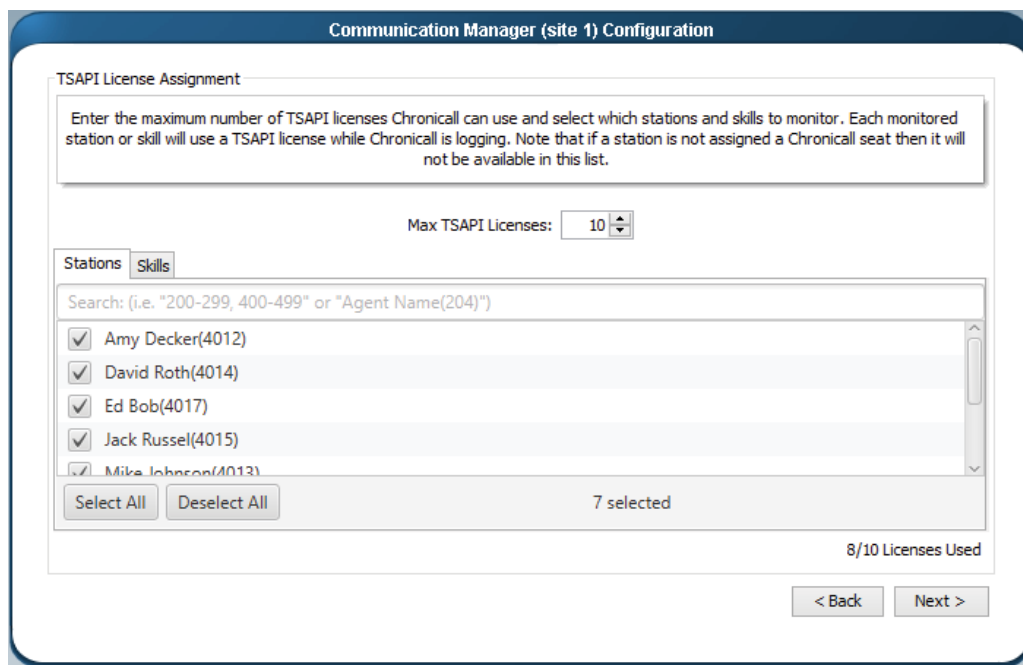 Communication Manager (site 1) Configuration
TSAPI License Assignment
Enter the maximum number of TSAPI licenses Chronicall can use and select which stations and skills to monitor. Each monitored
station or skill will use a TSAPI license while Chronicall is logging. Note that if a station is not assigned a Chronicall seat then it will
not be available in this list.
Max TSAPI Licenses: 10
Stations Skills
Search: (i.e. "200-299, 400-499" or "Agent Name(204)")
Amy Decker(4012)
David Roth(4014)
Ed Bob(4017)
Jack Russel(4015)
Mike Johnson(4013)
Select All Deselect All 7 selected
8/10 Licenses Used
< Back Next >